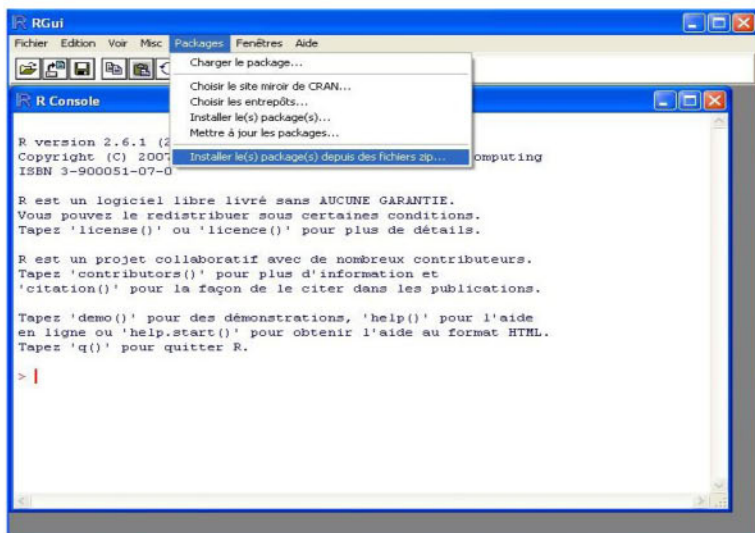 RGui
Fichier Edition Voir Misc Packages Fenêtres Aide
Charger le package...
Choisir le site miroir de CRAN...
Choisir les entrepôts...
Installer le(s) package(s)...
Mettre à jour les packages...
Installer le(s) package(s) depuis des fichiers zip...
R Console
R version 2.6.1 (2
Copyright (C) 2007 omputing
ISBN 3-900051-07-0
R est un logiciel libre livré sans AUCUNE GARANTIE.
Vous pouvez le redistribuer sous certaines conditions.
Tapez 'license()' ou 'licence()' pour plus de détails.
R est un projet collaboratif avec de nombreux contributeurs.
Tapez 'contributors()' pour plus d'information et
'citation()' pour la façon de le citer dans les publications.
Tapez 'demo()' pour des démonstrations, 'help()' pour l'aide
en ligne ou 'help.start()' pour obtenir l'aide au format HTML.
Tapez 'q()' pour quitter R.
>